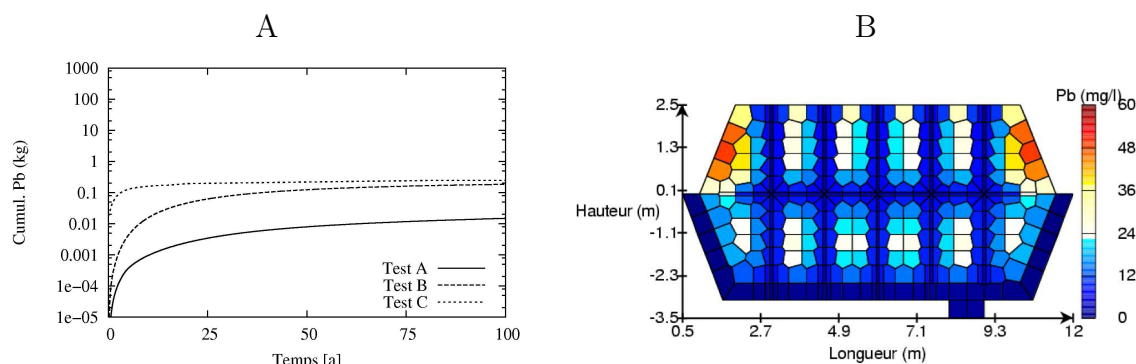 A
Cumul. Pb (kg)
1000
100
10
1
0.1
0.01
0.001
1e-04
1e-05
0
25
50
75
100
Temps [a]
Test A
Test B
Test C
B
Pb (mg/l)
60
48
36
24
12
0
Hauteur (m)
2.5
1.3
0.1
-1.1
-2.3
-3.5
0.5
2.7
4.9
7.1
9.3
12
Longueur (m)